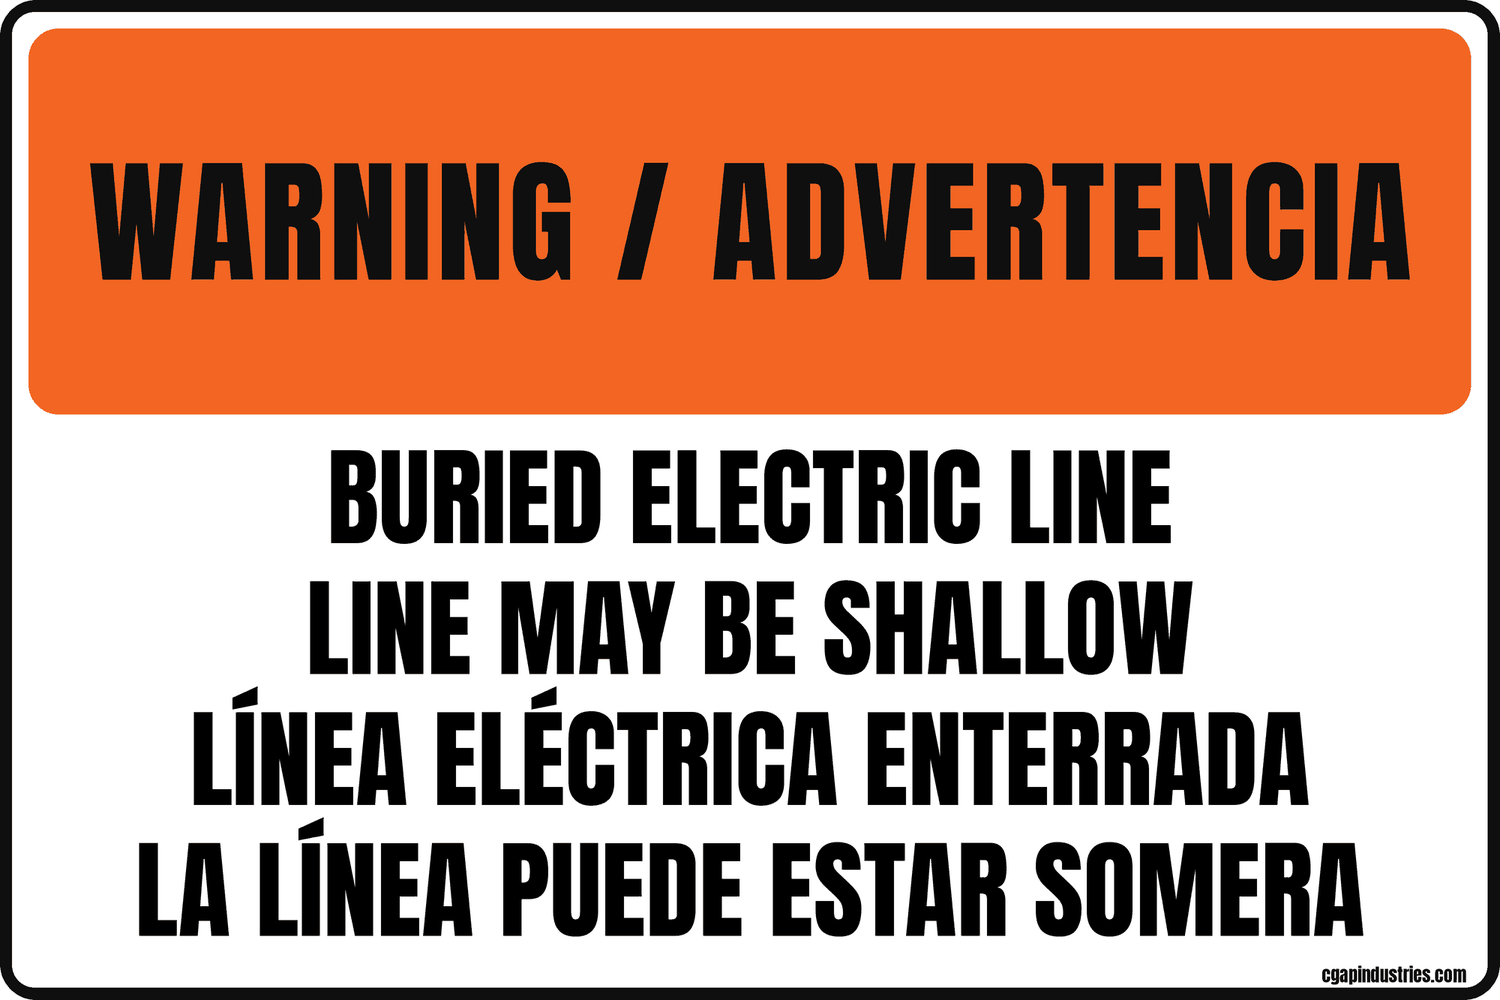 WARNING / ADVERTENCIA
BURIED ELECTRIC LINE
LINE MAY BE SHALLOW
LÍNEA ELÉCTRICA ENTERRADA
LA LÍNEA PUEDE ESTAR SOMERA
cgapindustries.com